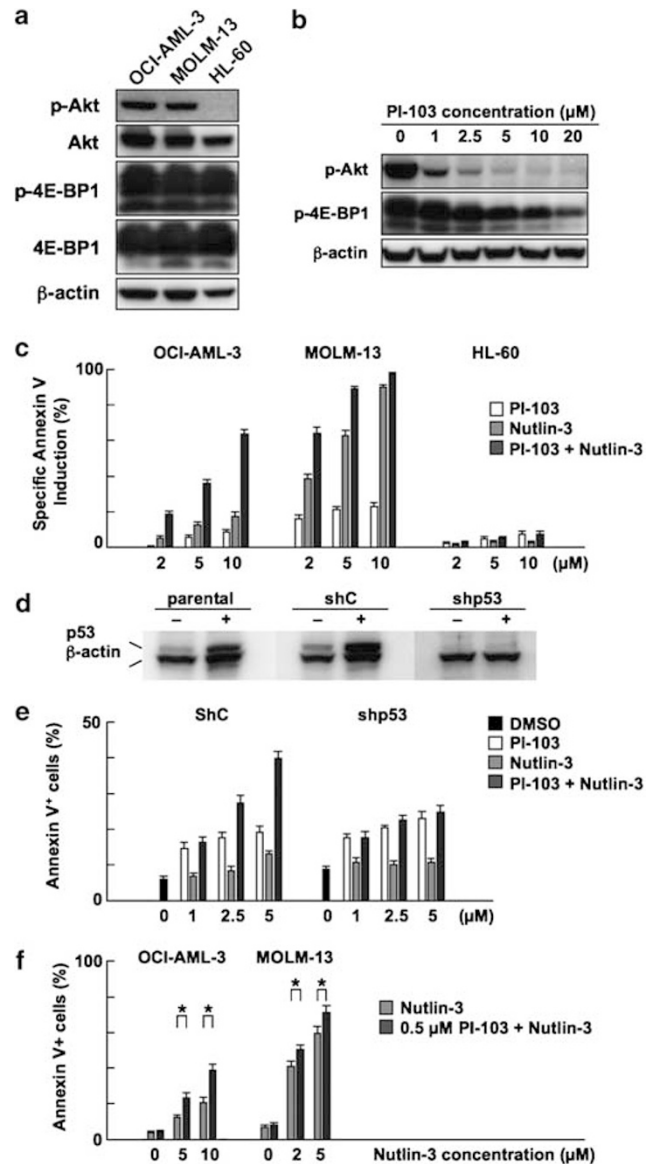 a
OCI-AML-3
MOLM-13
HL-60
p-Akt
Akt
p-4E-BP1
4E-BP1
β-actin
b
PI-103 concentration (μM)
0 1 2.5 5 10 20
p-Akt
p-4E-BP1
β-actin
c
OCI-AML-3 MOLM-13 HL-60
Specific Annexin V
Induction (%)
100
0
PI-103
Nutlin-3
PI-103 + Nutlin-3
2 5 10 2 5 10 2 5 10 (μM)
d
parental shC shp53
– + – + – +
p53
β-actin
e
ShC shp53
Annexin V⁺ cells (%)
50
0
DMSO
PI-103
Nutlin-3
PI-103 + Nutlin-3
0 1 2.5 5 0 1 2.5 5 (μM)
f
OCI-AML-3 MOLM-13
Annexin V+ cells (%)
100
0
* * * *
Nutlin-3
0.5 μM PI-103 + Nutlin-3
0 5 10 0 2 5 Nutlin-3 concentration (μM)